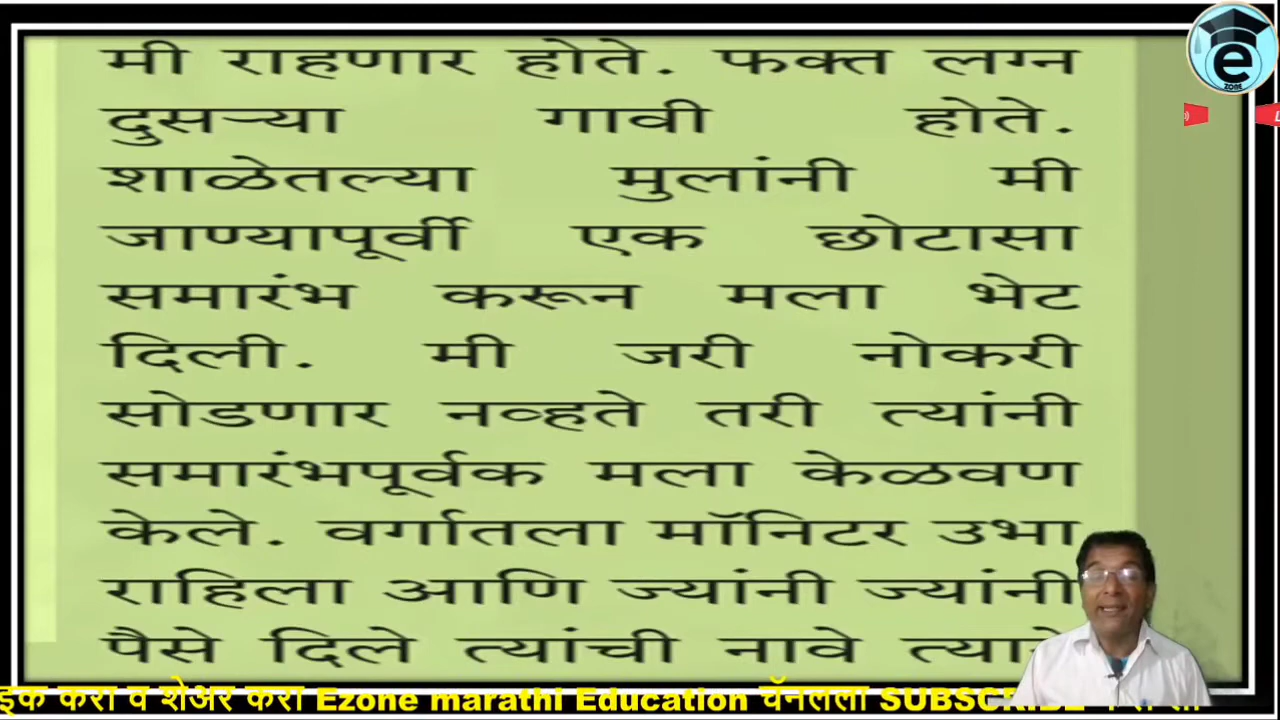 मी राहणार होते. फक्त लग्न
दुसऱ्या गावी होते.
शाळेतल्या मुलांनी मी
जाण्यापूर्वी एक छोटासा
समारंभ करून मला भेट
दिली. मी जरी नोकरी
सोडणार नव्हते तरी त्यांनी
समारंभपूर्वक मला केळवण
केले. वर्गातला मॉनिटर उभा
राहिला आणि ज्यांनी ज्यांनी
पैसे दिले त्यांची नावे
e
ZONE
करा व शेअर करा Ezone marathi Education चॅनलला